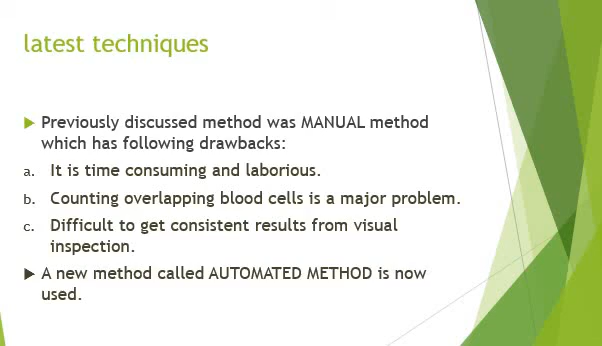 latest techniques
Previously discussed method was MANUAL method
which has following drawbacks:
a. It is time consuming and laborious.
b. Counting overlapping blood cells is a major problem.
c. Difficult to get consistent results from visual
inspection.
A new method called AUTOMATED METHOD is now
used.